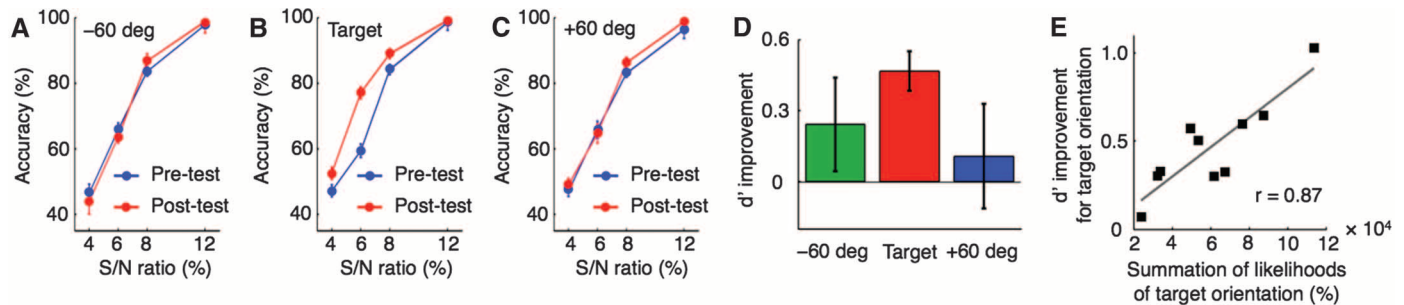 A
−60 deg
Accuracy (%)
100
80
60
40
Pre-test
Post-test
4 6 8 12
S/N ratio (%)
B
Target
Accuracy (%)
100
80
60
40
Pre-test
Post-test
4 6 8 12
S/N ratio (%)
C
+60 deg
Accuracy (%)
100
80
60
40
Pre-test
Post-test
4 6 8 12
S/N ratio (%)
D
d' improvement
0.6
0.3
0
−60 deg Target +60 deg
E
d' improvement
for target orientation
1.0
0.5
0
r = 0.87
2 4 6 8 10 12 × 10⁴
Summation of likelihoods
of target orientation (%)